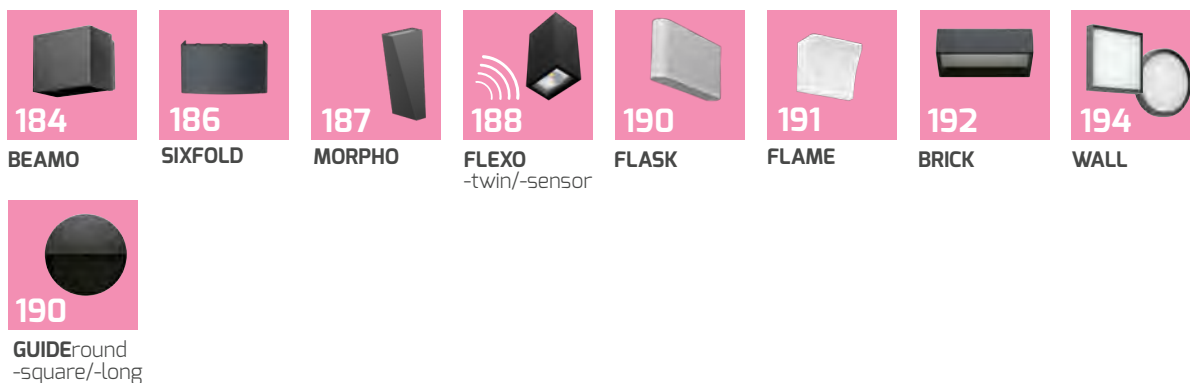 184
BEAMO
186
SIXFOLD
187
MORPHO
188
FLEXO
-twin/-sensor
190
FLASK
191
FLAME
192
BRICK
194
WALL
190
GUIDEround
-square/-long